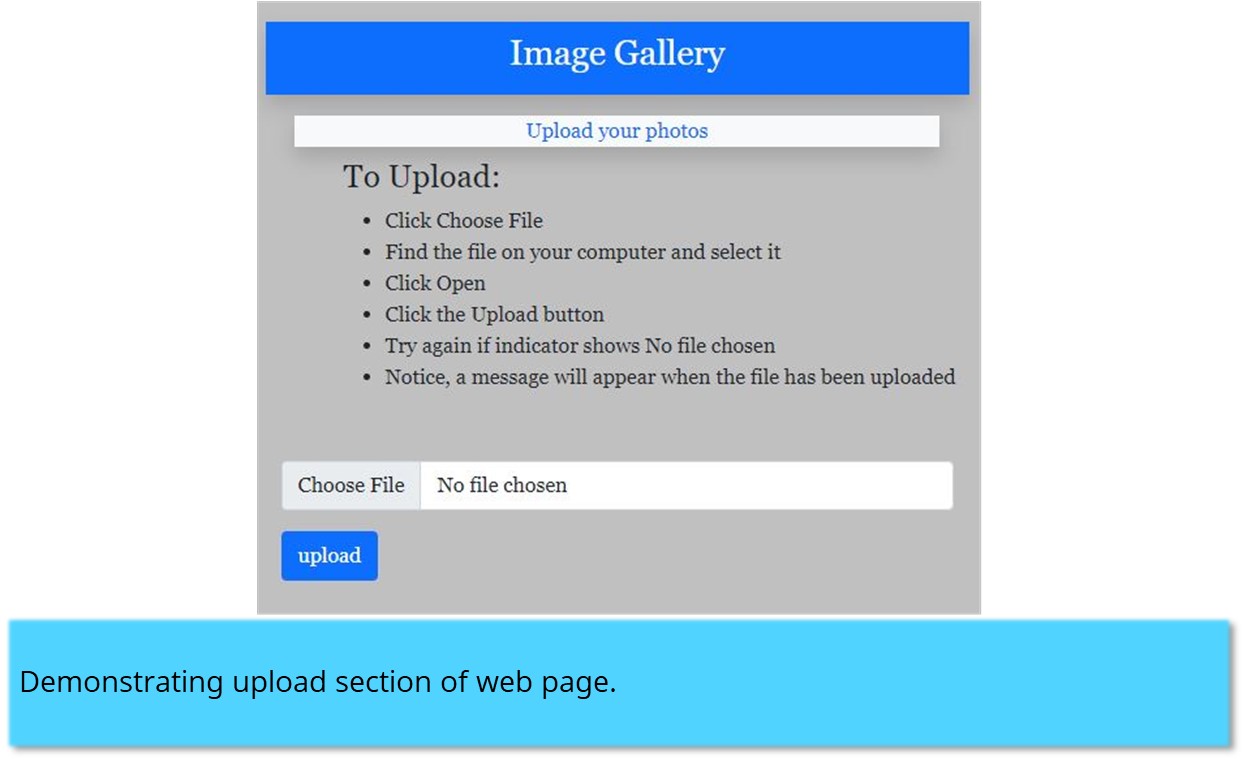 Image Gallery
Upload your photos
To Upload:
• Click Choose File
• Find the file on your computer and select it
• Click Open
• Click the Upload button
• Try again if indicator shows No file chosen
• Notice, a message will appear when the file has been uploaded
Choose File No file chosen
upload
Demonstrating upload section of web page.